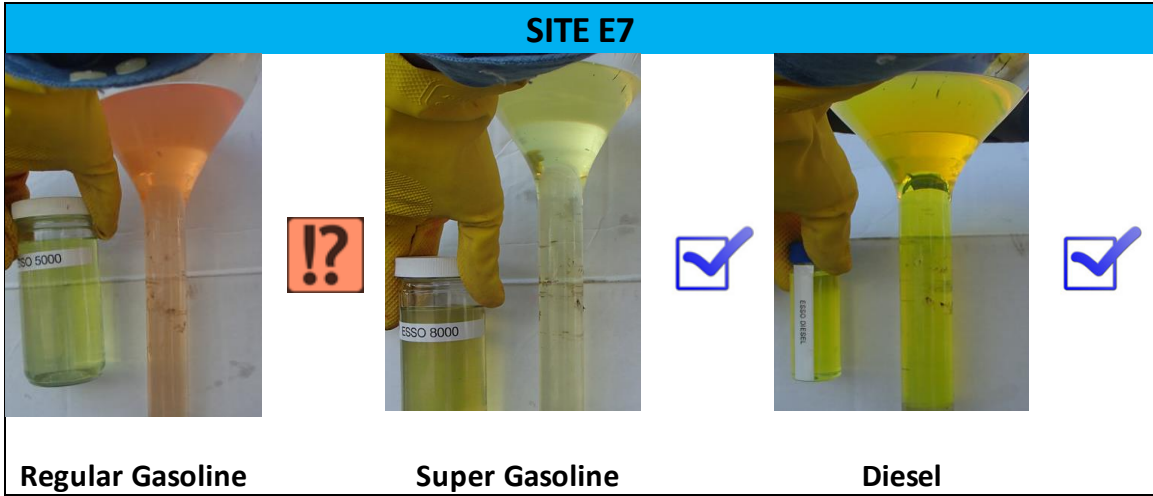 SITE E7
SSO 5000
!?
ESSO 8000
ESSO DIESEL
Regular Gasoline
Super Gasoline
Diesel